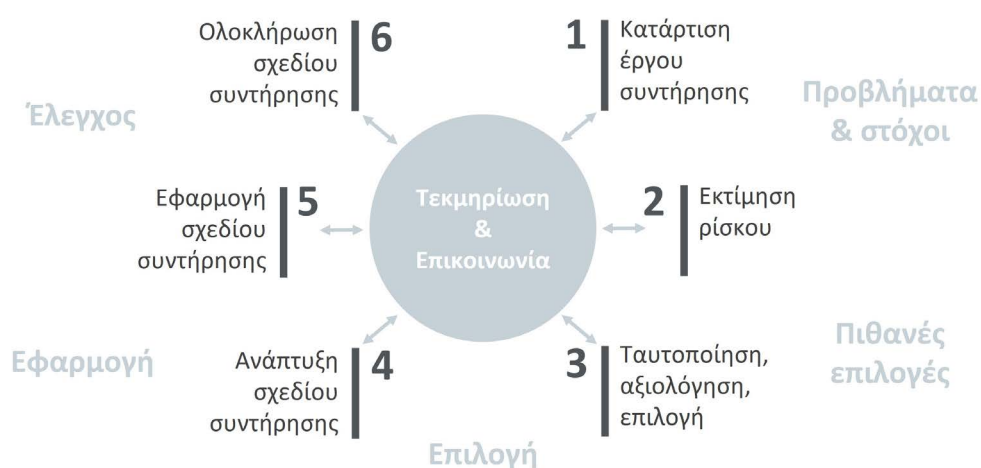 1
Κατάρτιση
έργου
συντήρησης
Προβλήματα
& στόχοι
2
Εκτίμηση
ρίσκου
Πιθανές
επιλογές
3
Ταυτοποίηση,
αξιολόγηση,
επιλογή
Επιλογή
4
Ανάπτυξη
σχεδίου
συντήρησης
Εφαρμογή
5
Εφαρμογή
σχεδίου
συντήρησης
Έλεγχος
6
Ολοκλήρωση
σχεδίου
συντήρησης
Τεκμηρίωση
&
Επικοινωνία